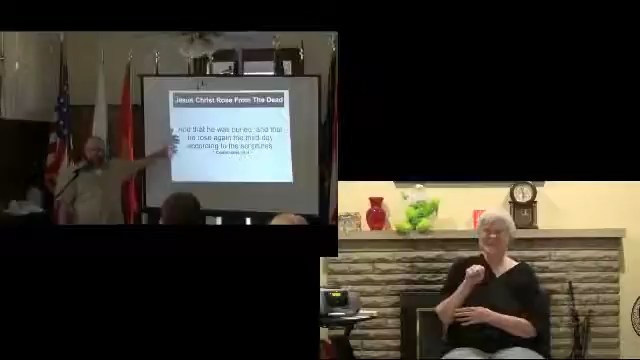 Jesus Christ Rose From The Dead
And that he was buried, and that
he rose again the third day
according to the scriptures